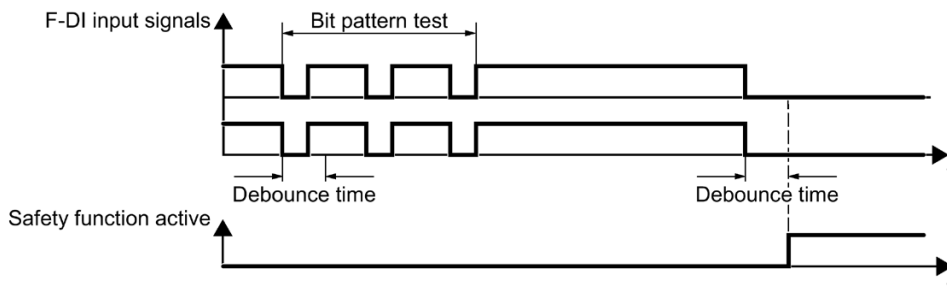 F-DI input signals
Bit pattern test
Debounce time
Debounce time
Safety function active